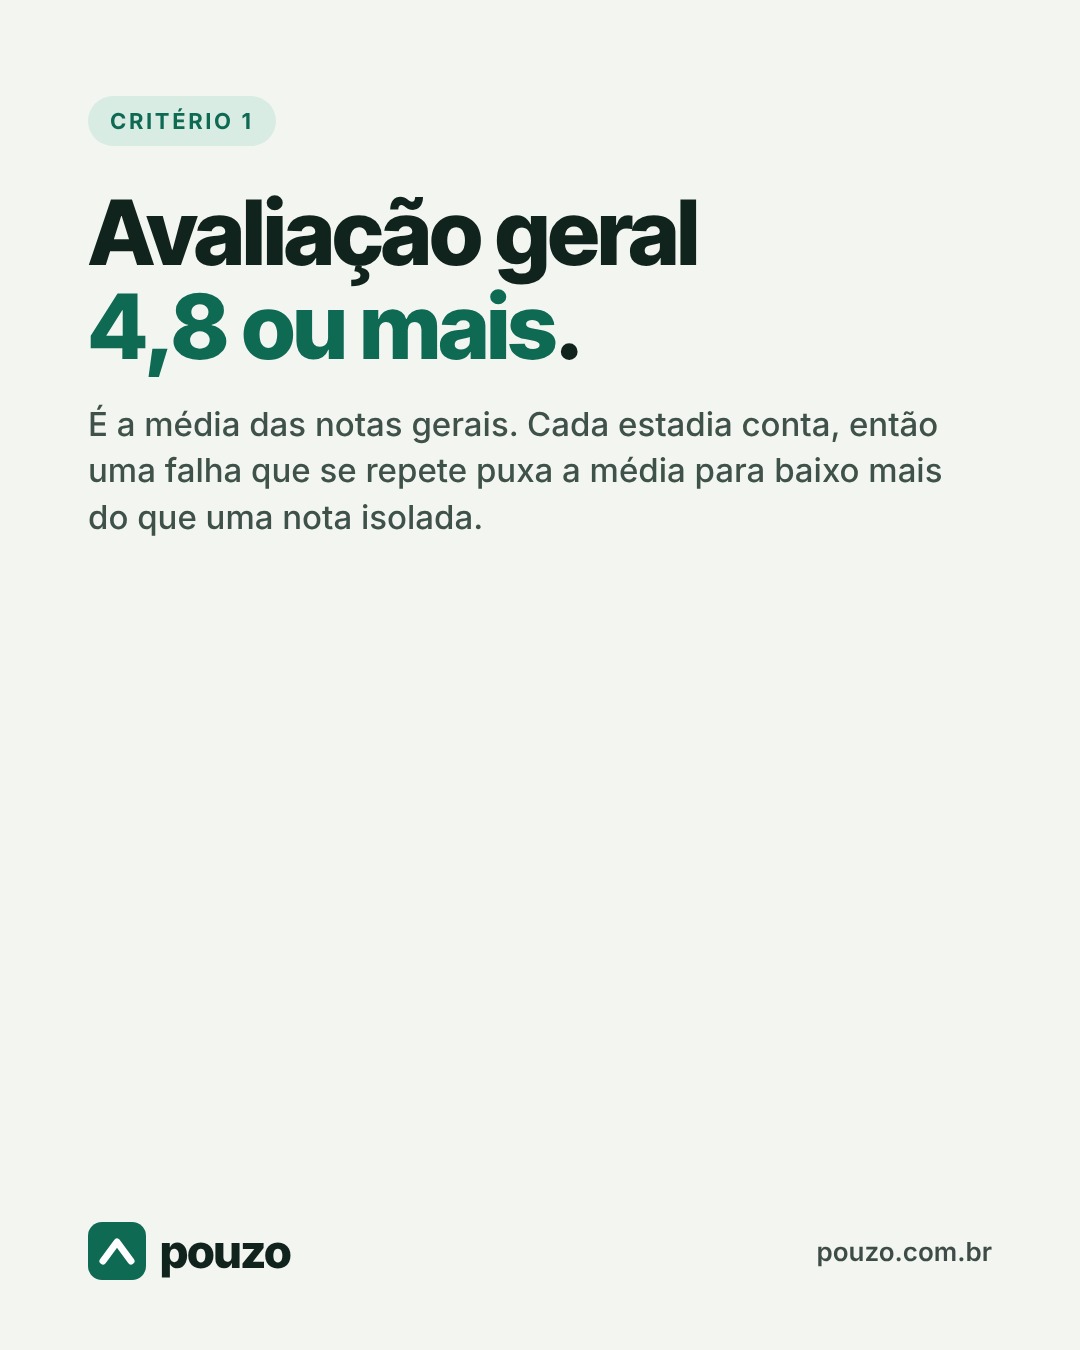 CRITÉRIO 1
Avaliação geral
4,8 ou mais.
É a média das notas gerais. Cada estadia conta, então
uma falha que se repete puxa a média para baixo mais
do que uma nota isolada.
pouzo
pouzo.com.br